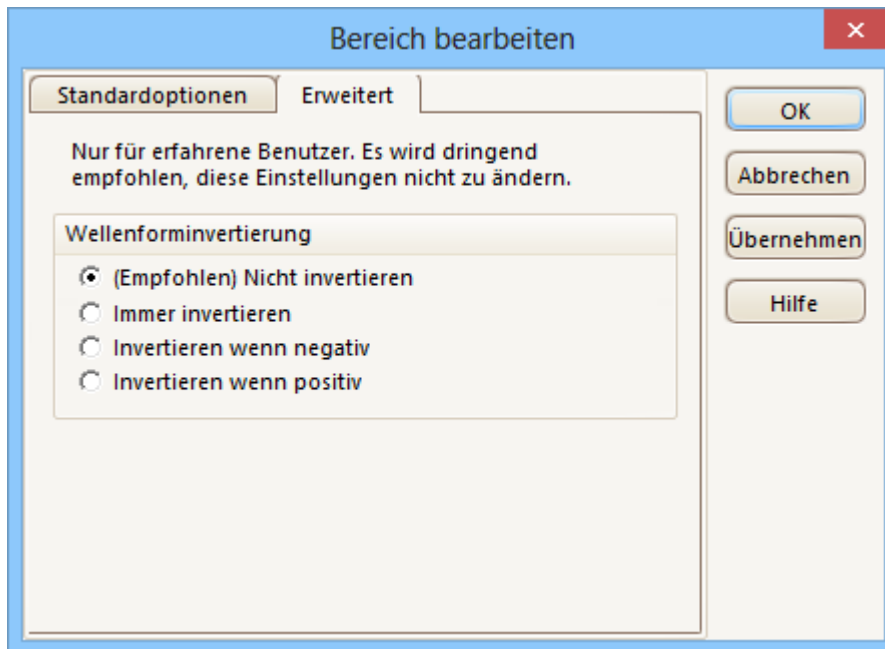 Bereich bearbeiten
Standardoptionen
Erweitert
Nur für erfahrene Benutzer. Es wird dringend
empfohlen, diese Einstellungen nicht zu ändern.
Wellenforminvertierung
(Empfohlen) Nicht invertieren
Immer invertieren
Invertieren wenn negativ
Invertieren wenn positiv
OK
Abbrechen
Übernehmen
Hilfe